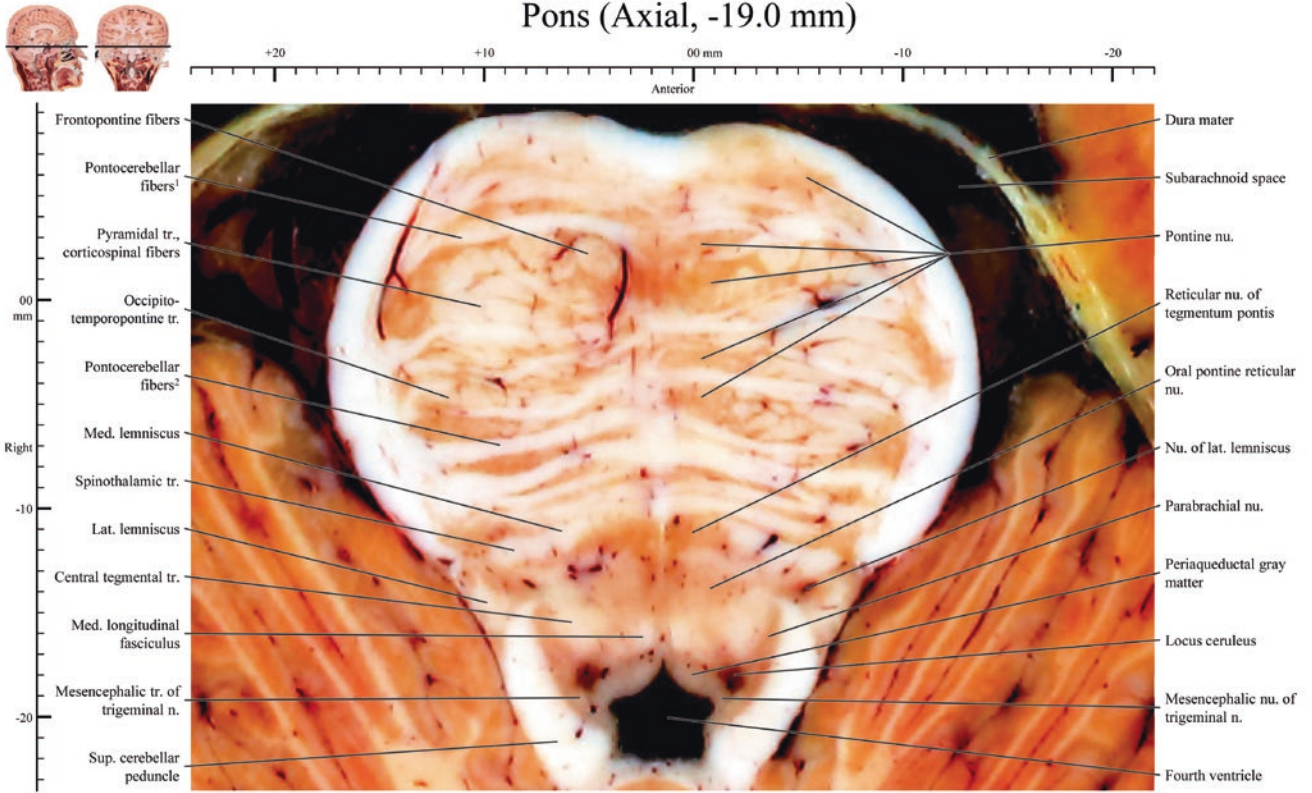 Pons (Axial, -19.0 mm)
+20
+10
00 mm
-10
-20
Anterior
Frontopontine fibers
Pontocerebellar
fibers¹
Pyramidal tr.,
corticospinal fibers
00
mm
Occipito-
temporopontine tr.
Pontocerebellar
fibers²
Med. lemniscus
Right
Spinothalamic tr.
-10
Lat. lemniscus
Central tegmental tr.
Med. longitudinal
fasciculus
Mesencephalic tr. of
trigeminal n.
-20
Sup. cerebellar
peduncle
Dura mater
Subarachnoid space
Pontine nu.
Reticular nu. of
tegmentum pontis
Oral pontine reticular
nu.
Nu. of lat. lemniscus
Parabrachial nu.
Periaqueductal gray
matter
Locus ceruleus
Mesencephalic nu. of
trigeminal n.
Fourth ventricle